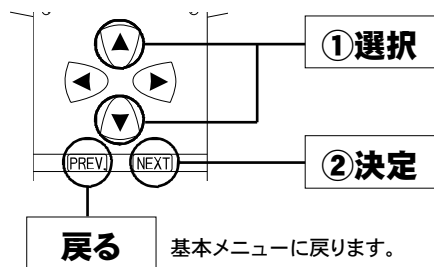 ①選択
PREV.
NEXT
②決定
戻る
基本メニューに戻ります。